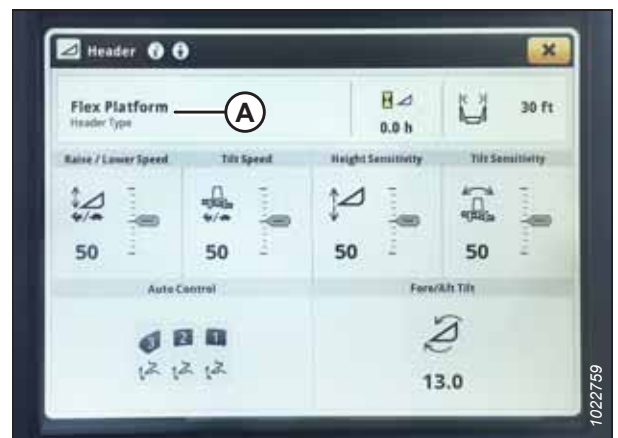 Header
Flex Platform
Header Type
A
0.0 h
30 ft
Raise / Lower Speed
Tilt Speed
Height Sensitivity
Tilt Sensitivity
50
50
50
50
Auto Control
Fore/Aft Tilt
3 2 1
13.0
1022759